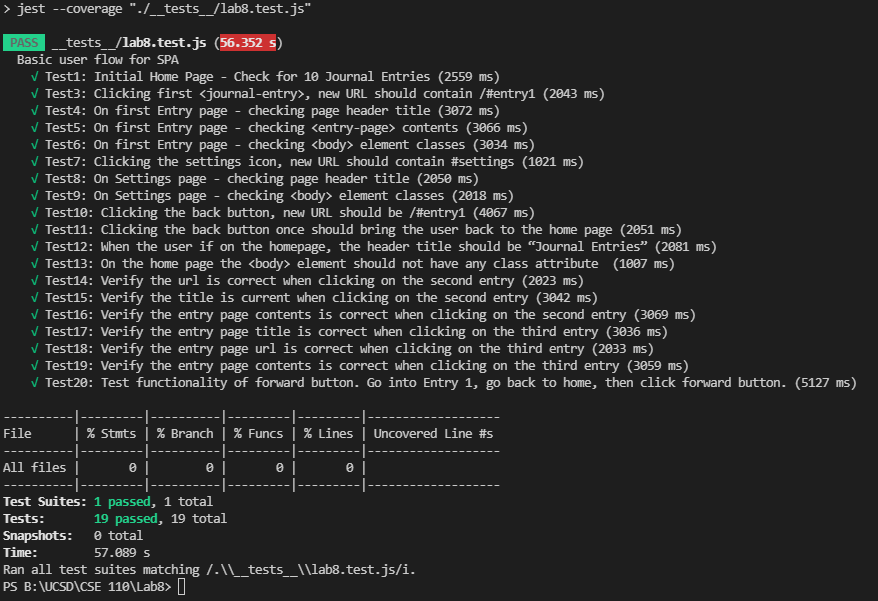 > jest --coverage "./__tests__/lab8.test.js"
PASS __tests__/lab8.test.js (56.352 s)
Basic user flow for SPA
√ Test1: Initial Home Page - Check for 10 Journal Entries (2559 ms)
√ Test3: Clicking first <journal-entry>, new URL should contain /#entry1 (2043 ms)
√ Test4: On first Entry page - checking page header title (3072 ms)
√ Test5: On first Entry page - checking <entry-page> contents (3066 ms)
√ Test6: On first Entry page - checking <body> element classes (3034 ms)
√ Test7: Clicking the settings icon, new URL should contain #settings (1021 ms)
√ Test8: On Settings page - checking page header title (2050 ms)
√ Test9: On Settings page - checking <body> element classes (2018 ms)
√ Test10: Clicking the back button, new URL should be /#entry1 (4067 ms)
√ Test11: Clicking the back button once should bring the user back to the home page (2051 ms)
√ Test12: When the user if on the homepage, the header title should be “Journal Entries” (2081 ms)
√ Test13: On the home page the <body> element should not have any class attribute  (1007 ms)
√ Test14: Verify the url is correct when clicking on the second entry (2023 ms)
√ Test15: Verify the title is current when clicking on the second entry (3042 ms)
√ Test16: Verify the entry page contents is correct when clicking on the second entry (3069 ms)
√ Test17: Verify the entry page title is correct when clicking on the third entry (3036 ms)
√ Test18: Verify the entry page url is correct when clicking on the third entry (2033 ms)
√ Test19: Verify the entry page contents is correct when clicking on the third entry (3059 ms)
√ Test20: Test functionality of forward button. Go into Entry 1, go back to home, then click forward button. (5127 ms)
----------|---------|----------|---------|---------|-------------------
File      | % Stmts | % Branch | % Funcs | % Lines | Uncovered Line #s
----------|---------|----------|---------|---------|-------------------
All files |       0 |        0 |       0 |       0 |
----------|---------|----------|---------|---------|-------------------
Test Suites: 1 passed, 1 total
Tests:       19 passed, 19 total
Snapshots:   0 total
Time:        57.089 s
Ran all test suites matching /.\\__tests__\\lab8.test.js/i.
PS B:\UCSD\CSE 110\Lab8>